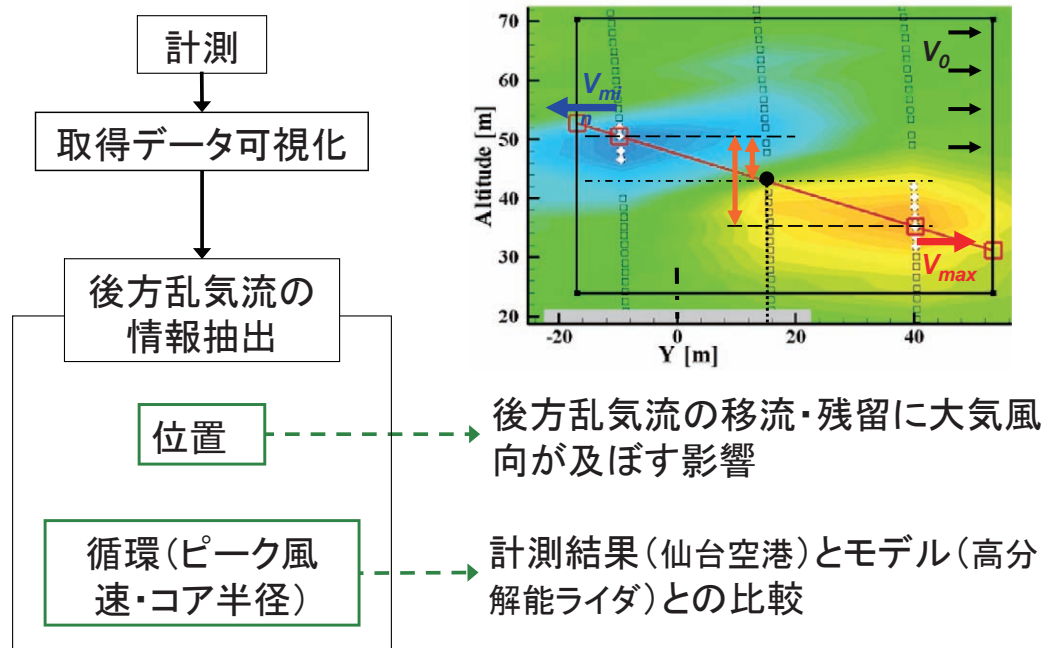 計測
取得データ可視化
後方乱気流の
情報抽出
位置
循環(ピーク風
速・コア半径)
70
60
50
40
30
20
Altitude [m]
-20
0
20
40
Y [m]
V0
Vmi
n
Vmax
後方乱気流の移流・残留に大気風
向が及ぼす影響
計測結果(仙台空港)とモデル(高分
解能ライダ)との比較